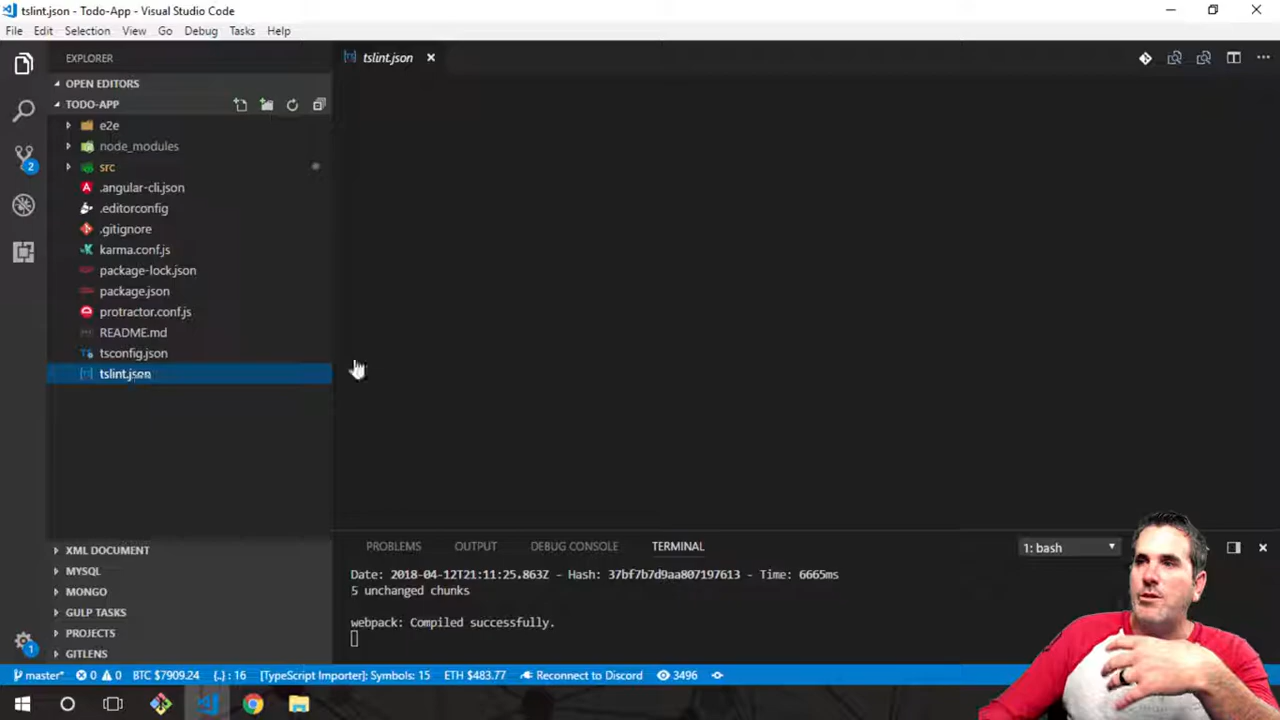 tslint.json - Todo-App - Visual Studio Code
File Edit Selection View Go Debug Tasks Help
EXPLORER
tslint.json
OPEN EDITORS
TODO-APP
e2e
node_modules
src
.angular-cli.json
.editorconfig
.gitignore
karma.conf.js
package-lock.json
package.json
protractor.conf.js
README.md
tsconfig.json
tslint.json
XML DOCUMENT
MYSQL
MONGO
GULP TASKS
PROJECTS
GITLENS
PROBLEMS OUTPUT DEBUG CONSOLE TERMINAL 1: bash
Date: 2018-04-12T21:11:25.863Z - Hash: 37bf7b7d9aa807197613 - Time: 6665ms
5 unchanged chunks
webpack: Compiled successfully.
2
1
master* 0 0 BTC $7909.24 {..} : 16 [TypeScript Importer]: Symbols: 15 ETH $483.77 Reconnect to Discord 3496